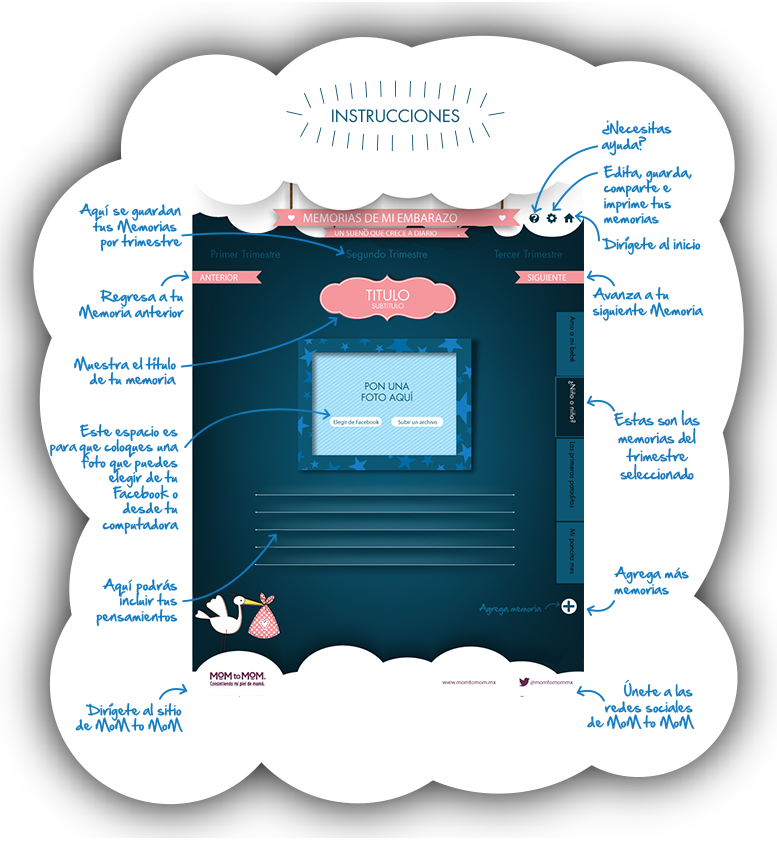 INSTRUCCIONES
¿Necesitas
ayuda?
Edita, guarda,
comparte e
imprime tus
memorias
Dirígete al inicio
Aquí se guardan
tus Memorias
por trimestre
MEMORIAS DE MI EMBARAZO
UN SUEÑO QUE CRECE A DIARIO
Primer Trimestre
Segundo Trimestre
Tercer Trimestre
ANTERIOR
SIGUIENTE
Regresa a tu
Memoria anterior
Avanza a tu
siguiente Memoria
TITULO
SUBTITULO
Muestra el título
de tu memoria
PON UNA
FOTO AQUÍ
Elegir de Facebook
Subir un archivo
Amo a mi bebé
¿Niño o niña?
Las primeras pataditas
Mi pancita
Este espacio es
para que coloques una
foto que puedes
elegir de tu
Facebook o
desde tu
computadora
Estas son las
memorias del
trimestre
seleccionado
Aquí podrás
incluir tus
pensamientos
Agrega más
memorias
Agrega memoria
MOM to MOM.
Consintiendo mi piel de mamá.
www.momtomom.mx
@momtomommx
Dirígete al sitio
de MoM to MoM
Únete a las
redes sociales
de MoM to MoM